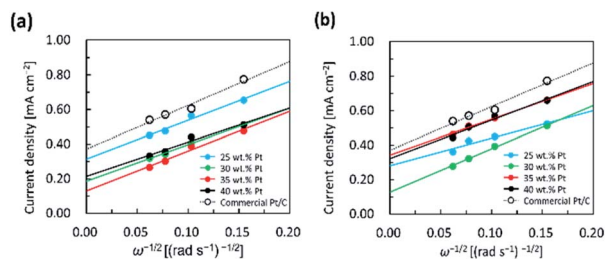 (a)
Current density [mA cm⁻²]
1.00
0.80
0.60
0.40
0.20
0.00
25 wt.% Pt
30 wt.% Pt
35 wt.% Pt
40 wt.% Pt
Commercial Pt/C
0.00 0.05 0.10 0.15 0.20
ω⁻¹/² [(rad s⁻¹) ⁻¹/²]
(b)
Current density [mA cm⁻²]
1.00
0.80
0.60
0.40
0.20
0.00
25 wt.% Pt
30 wt.% Pt
35 wt.% Pt
40 wt.% Pt
Commercial Pt/C
0.00 0.05 0.10 0.15 0.20
ω⁻¹/² [(rad s⁻¹) ⁻¹/²]